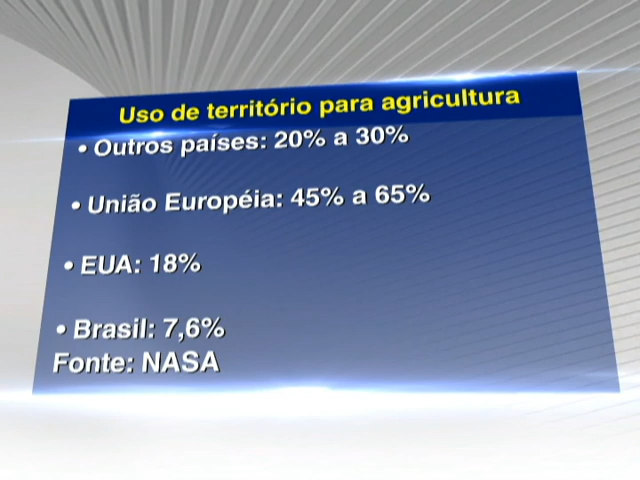 Uso de território para agricultura
• Outros países: 20% a 30%
• União Européia: 45% a 65%
• EUA: 18%
• Brasil: 7,6%
Fonte: NASA